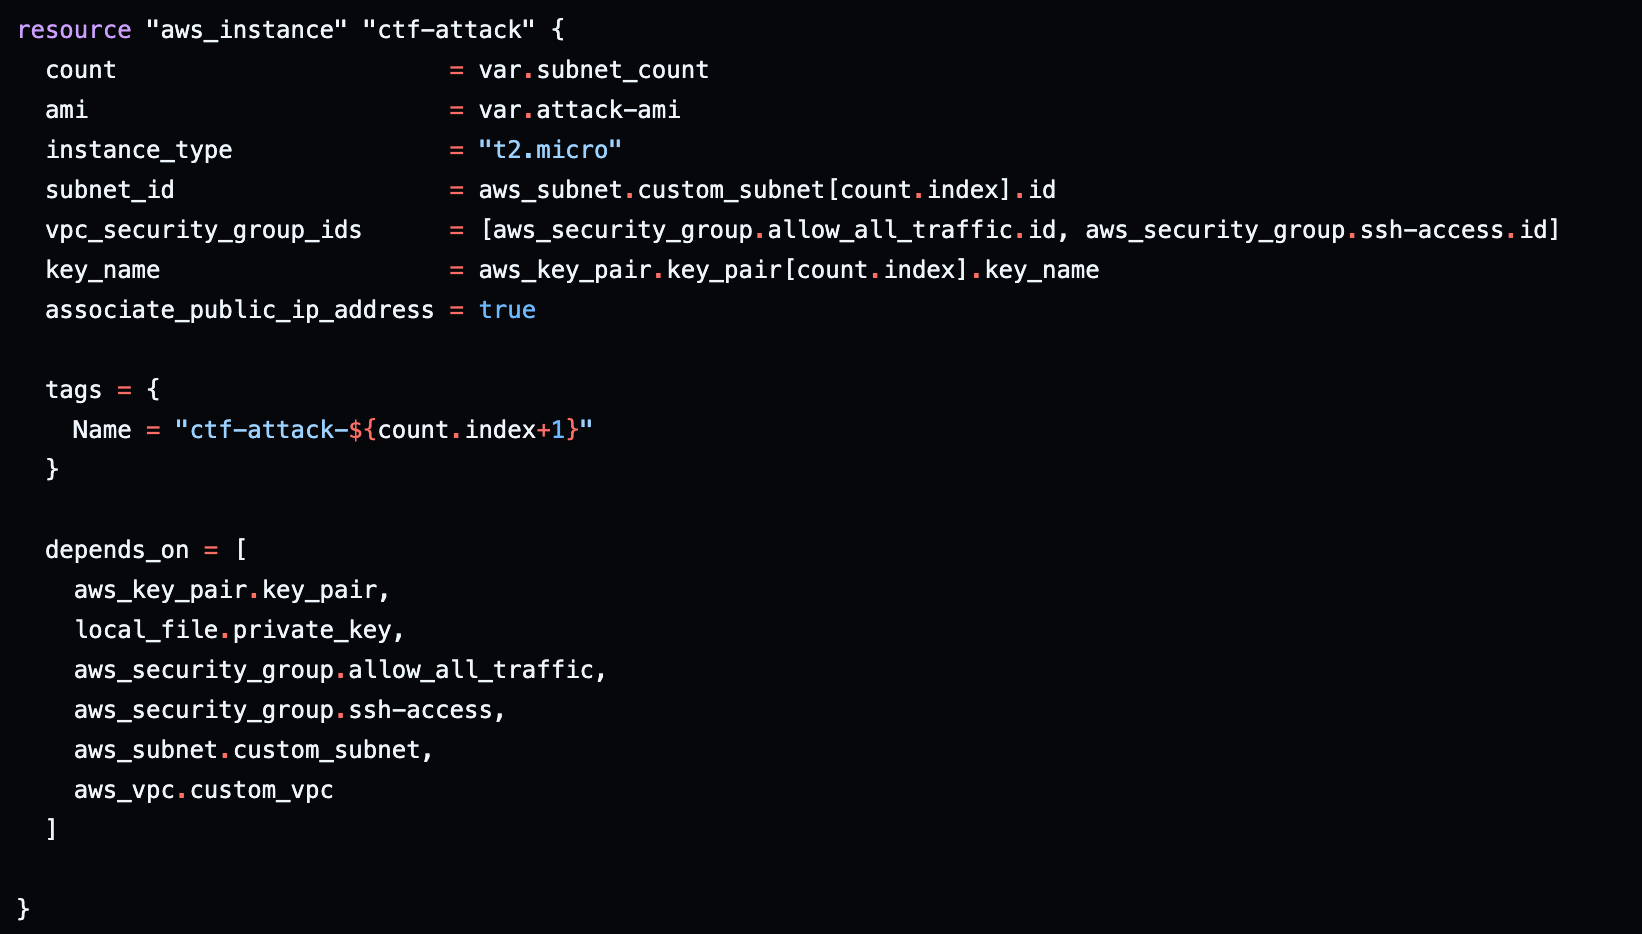 resource "aws_instance" "ctf-attack" {
  count                       = var.subnet_count
  ami                         = var.attack-ami
  instance_type               = "t2.micro"
  subnet_id                   = aws_subnet.custom_subnet[count.index].id
  vpc_security_group_ids      = [aws_security_group.allow_all_traffic.id, aws_security_group.ssh-access.id]
  key_name                    = aws_key_pair.key_pair[count.index].key_name
  associate_public_ip_address = true

  tags = {
    Name = "ctf-attack-${count.index+1}"
  }

  depends_on = [
    aws_key_pair.key_pair,
    local_file.private_key,
    aws_security_group.allow_all_traffic,
    aws_security_group.ssh-access,
    aws_subnet.custom_subnet,
    aws_vpc.custom_vpc
  ]

}